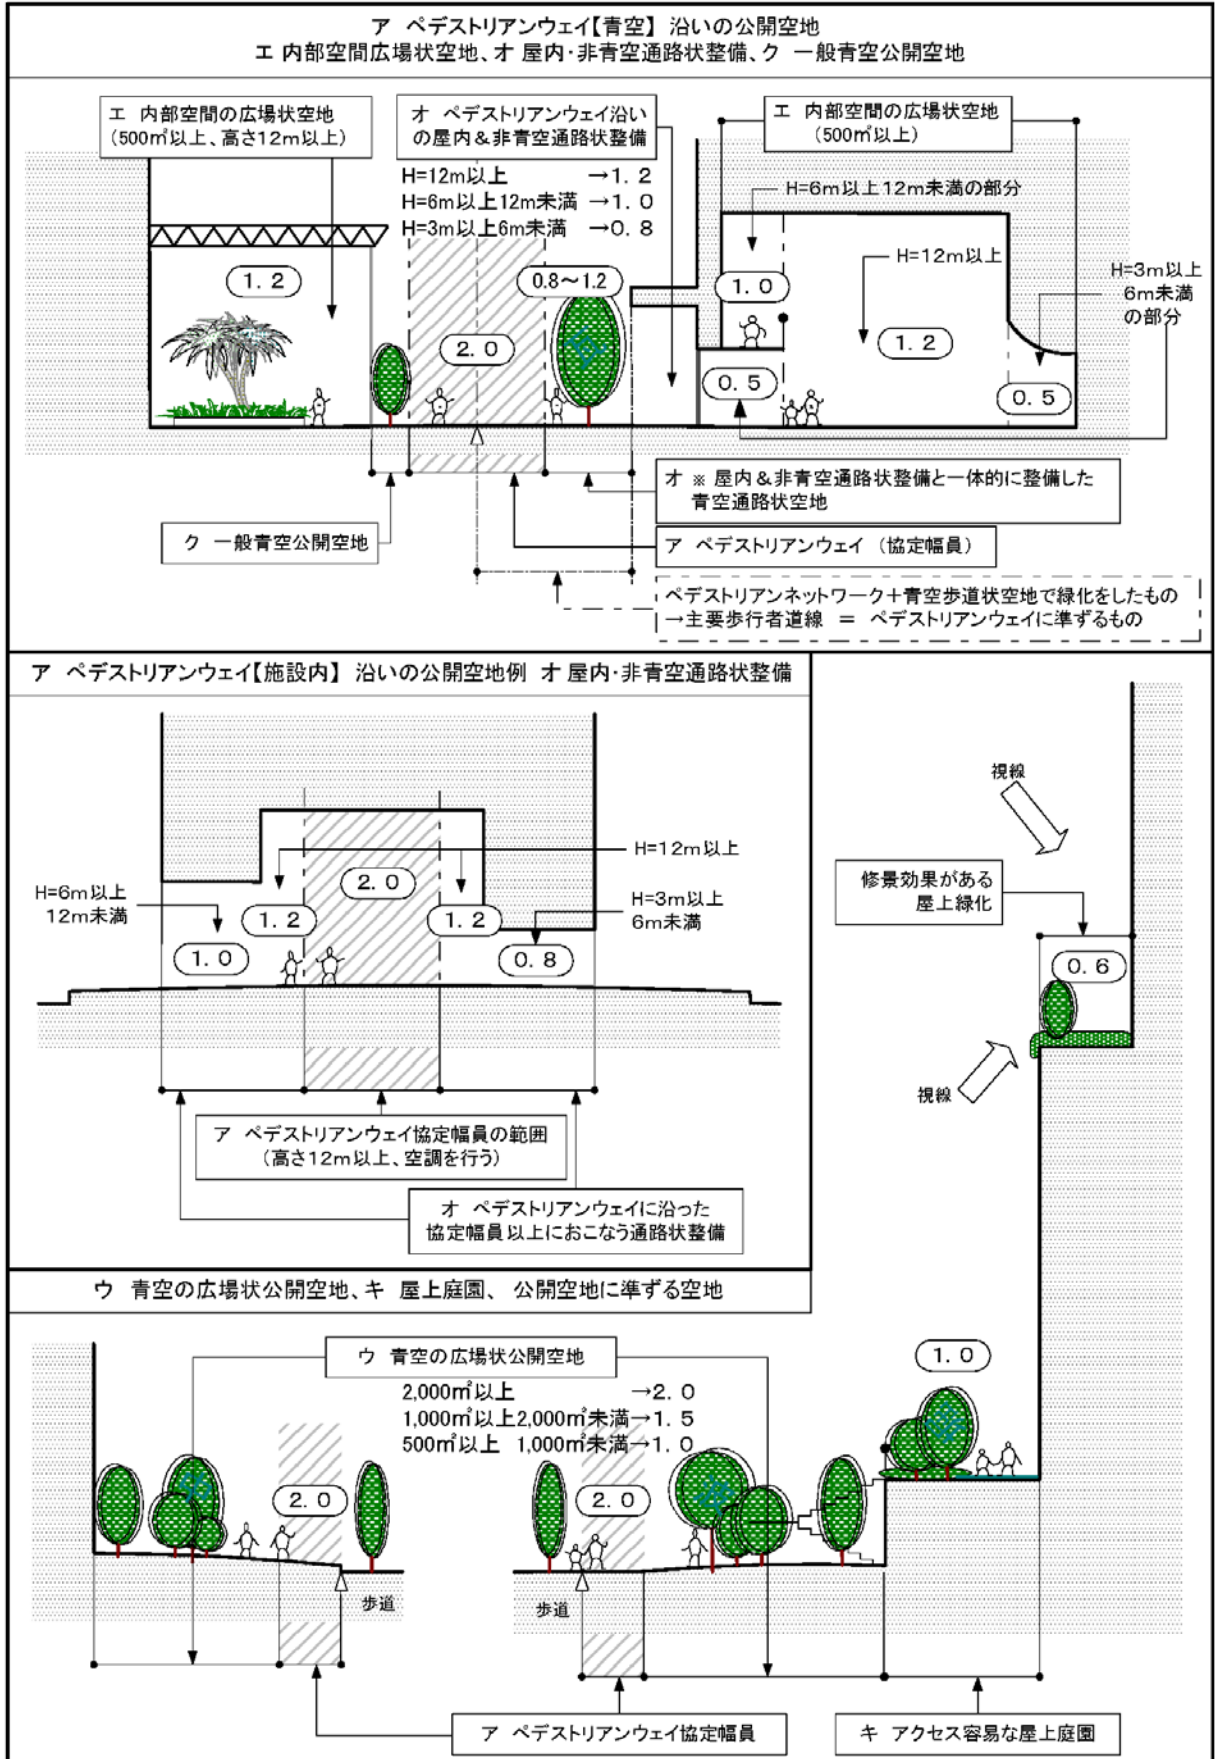 ア ペデストリアンウェイ【青空】 沿いの公開空地
エ 内部空間広場状空地、オ 屋内・非青空通路状整備、ク 一般青空公開空地
エ 内部空間の広場状空地
(500㎡以上、高さ12m以上)
オ ペデストリアンウェイ沿い
の屋内&非青空通路状整備
H=12m以上 →1.2
H=6m以上12m未満 →1.0
H=3m以上6m未満 →0.8
エ 内部空間の広場状空地
(500㎡以上)
H=6m以上12m未満の部分
H=12m以上
H=3m以上
6m未満
の部分
1.2
2.0
0.8～1.2
1.0
0.5
1.2
0.5
オ ※ 屋内&非青空通路状整備と一体的に整備した
青空通路状空地
ク 一般青空公開空地
ア ペデストリアンウェイ (協定幅員)
ペデストリアンネットワーク+青空歩道状空地で緑化をしたもの
→主要歩行者道線 = ペデストリアンウェイに準ずるもの
ア ペデストリアンウェイ【施設内】 沿いの公開空地例 オ 屋内・非青空通路状整備
H=12m以上
H=6m以上
12m未満
H=3m以上
6m未満
1.0
1.2
2.0
1.2
0.8
ア ペデストリアンウェイ協定幅員の範囲
(高さ12m以上、空調を行う)
オ ペデストリアンウェイに沿った
協定幅員以上におこなう通路状整備
視線
修景効果がある
屋上緑化
0.6
視線
ウ 青空の広場状公開空地、キ 屋上庭園、 公開空地に準ずる空地
ウ 青空の広場状公開空地
2,000㎡以上 →2.0
1,000㎡以上2,000㎡未満→1.5
500㎡以上 1,000㎡未満→1.0
1.0
2.0
2.0
歩道
歩道
ア ペデストリアンウェイ協定幅員
キ アクセス容易な屋上庭園